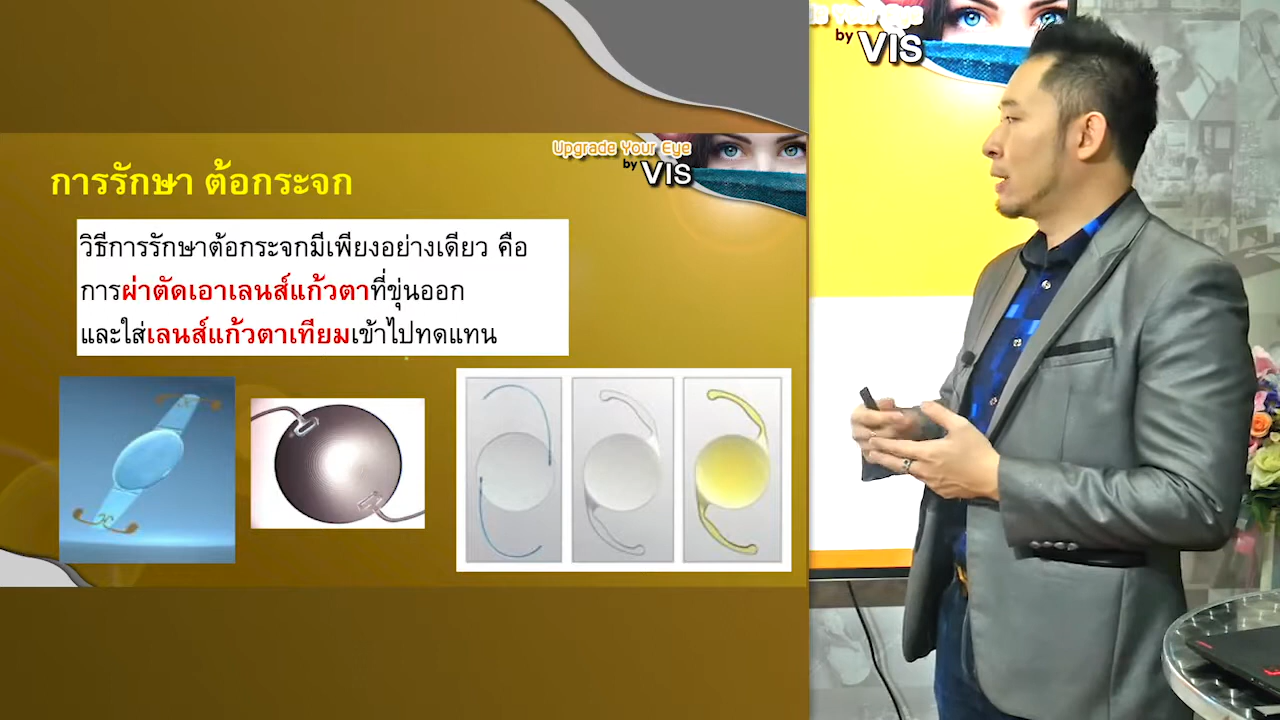 Upgrade Your Eye
by VIS
การรักษา ต้อกระจก
วิธีการรักษาต้อกระจกมีเพียงอย่างเดียว คือ
การผ่าตัดเอาเลนส์แก้วตาที่ขุ่นออก
และใส่เลนส์แก้วตาเทียมเข้าไปทดแทน
Your Eye
by VIS